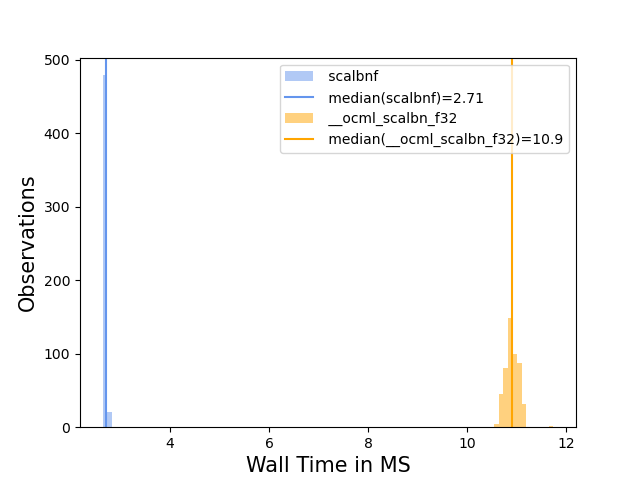 500
400
300
200
100
0
Observations
scalbnf
median(scalbnf)=2.71
__ocml_scalbn_f32
median(__ocml_scalbn_f32)=10.9
4 6 8 10 12
Wall Time in MS